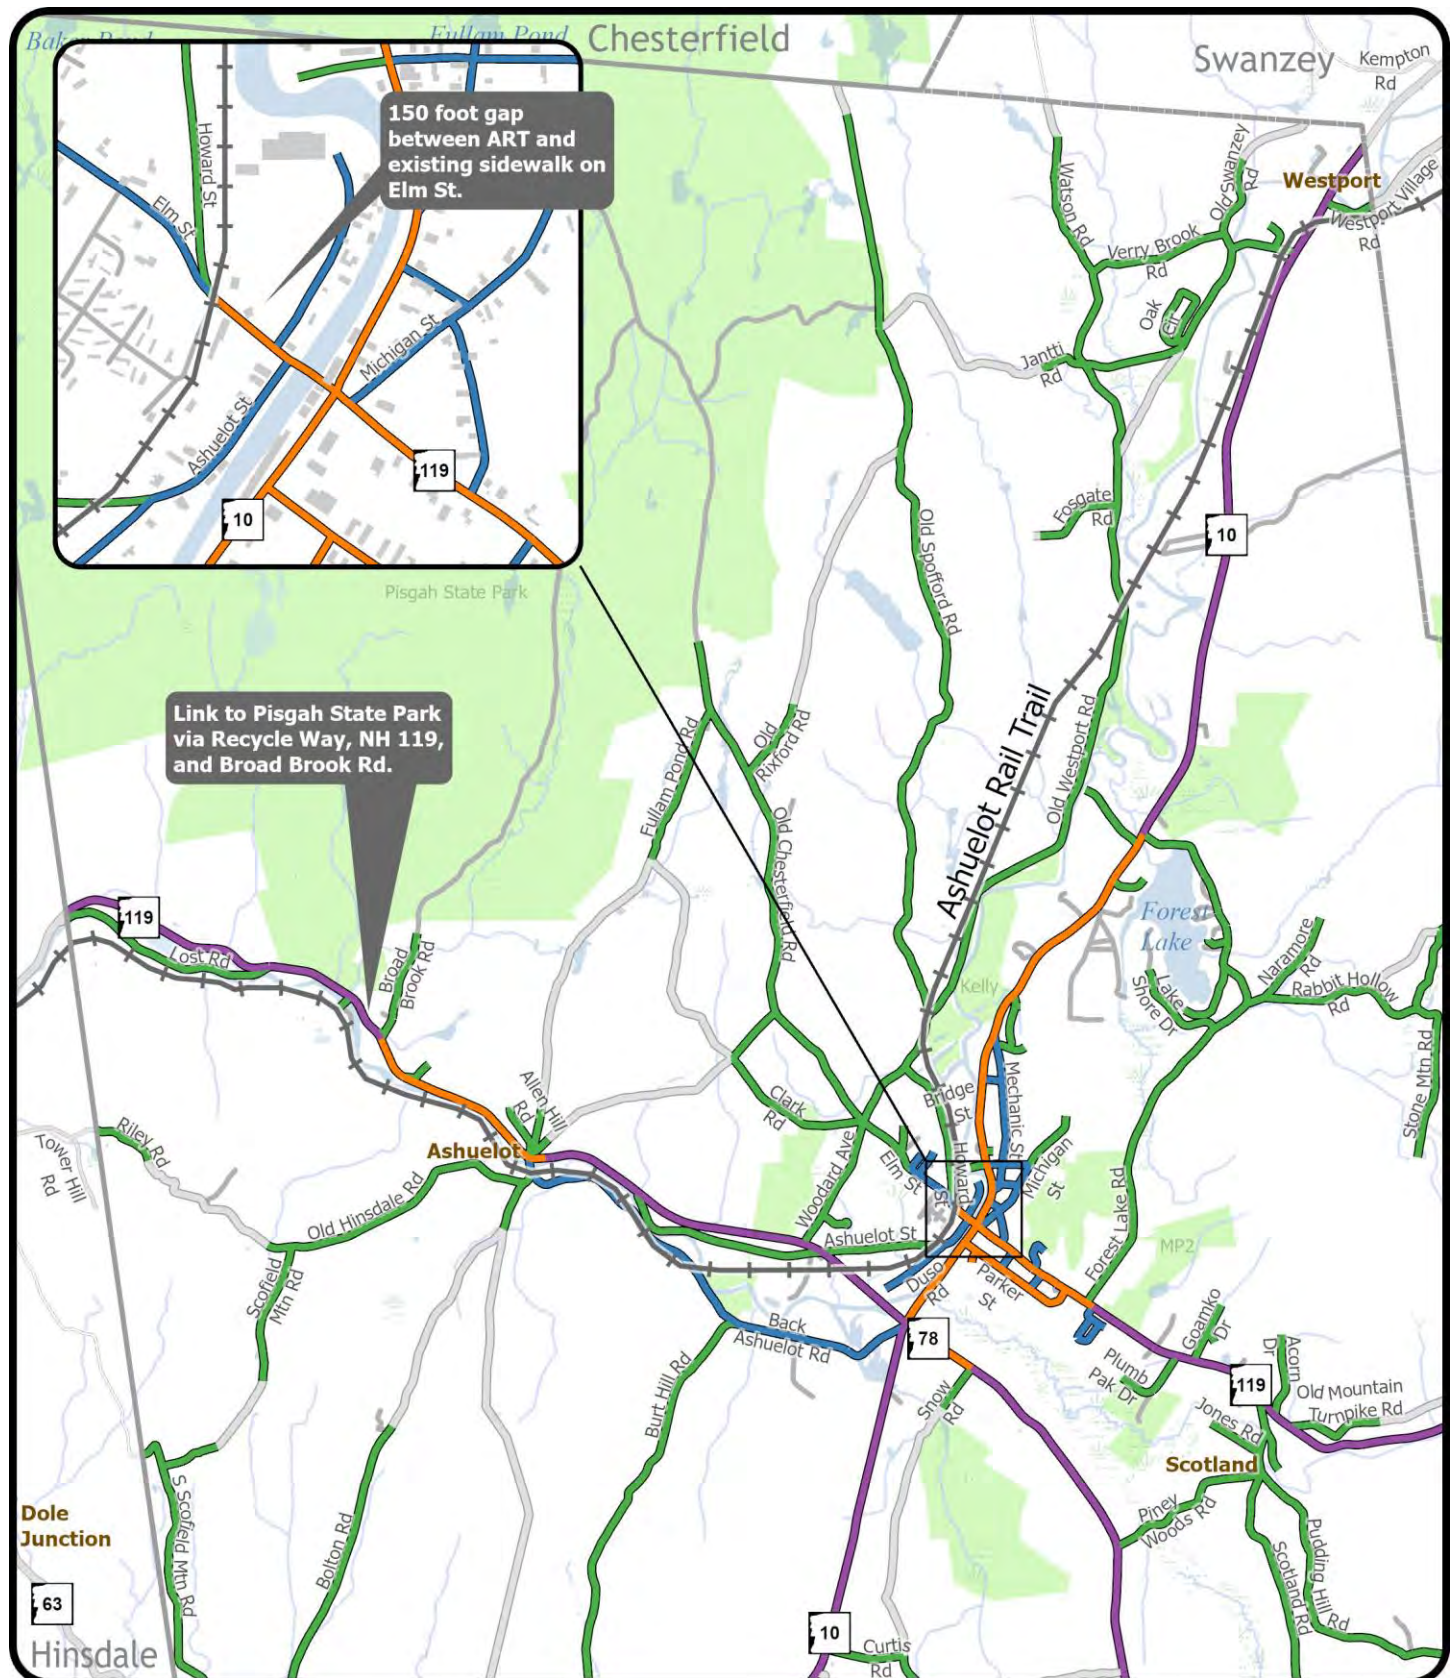 Chesterfield
Swanzey
Kempton
Rd
Fullam Pond
150 foot gap
between ART and
existing sidewalk on
Elm St.
Howard St
Elm St
Michigan St
Ashuelot St
119
10
Westport
Westport Village
Rd
Old Swanzey
Rd
Watson Rd
Verry Brook
Rd
Oak
Cir
Jantti
Rd
Fosgate
Rd
10
Old Spofford Rd
Pisgah State Park
Link to Pisgah State Park
via Recycle Way, NH 119,
and Broad Brook Rd.
Fullam Pond Rd
Old
Rixford Rd
Old Chesterfield Rd
Ashuelot Rail Trail
Old Westport Rd
Forest
Lake
119
Lost Rd
Broad
Brook Rd
Kelly
Lake
Shore Dr
Naramore
Rd
Rabbit Hollow
Rd
Stone Mtn Rd
Allen Hill
Rd
Clark
Rd
Bridge
St
Mechanic St
Michigan
St
Howard
St
Elm St
Woodard Ave
Ashuelot St
Riley Rd
Tower Hill
Rd
Ashuelot
Old Hinsdale Rd
Scofield
Mtn Rd
Duso
Rd
Parker
St
Forest Lake Rd
MP2
Back
Ashuelot Rd
78
Goamko
Dr
Plumb
Pak Dr
119
Acorn
Dr
Old Mountain
Turnpike Rd
Jones Rd
Scotland
Burt Hill Rd
Snow
Rd
Piney
Woods Rd
Scotland Rd
Pudding Hill Rd
S Scofield Mtn Rd
Bolton Rd
Dole
Junction
63
Hinsdale
10
Curtis
Rd